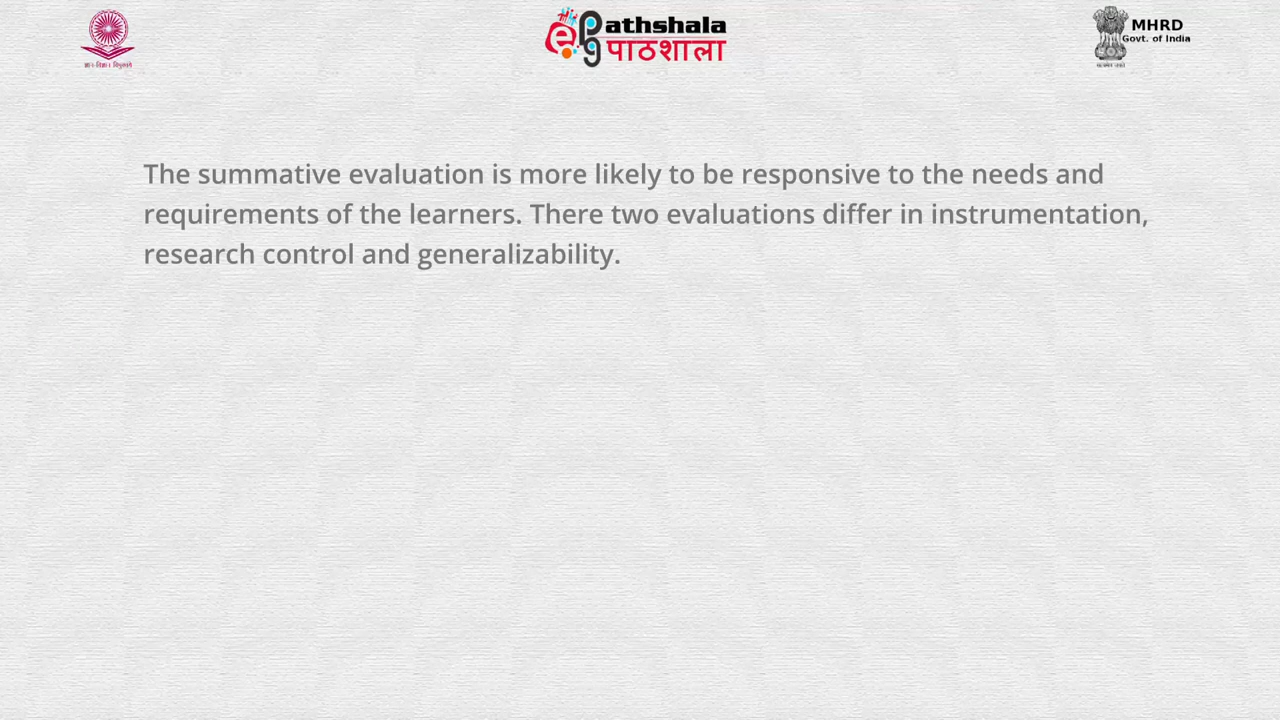 athshala
पाठशाला
MHRD
Govt. of India
The summative evaluation is more likely to be responsive to the needs and
requirements of the learners. There two evaluations differ in instrumentation,
research control and generalizability.